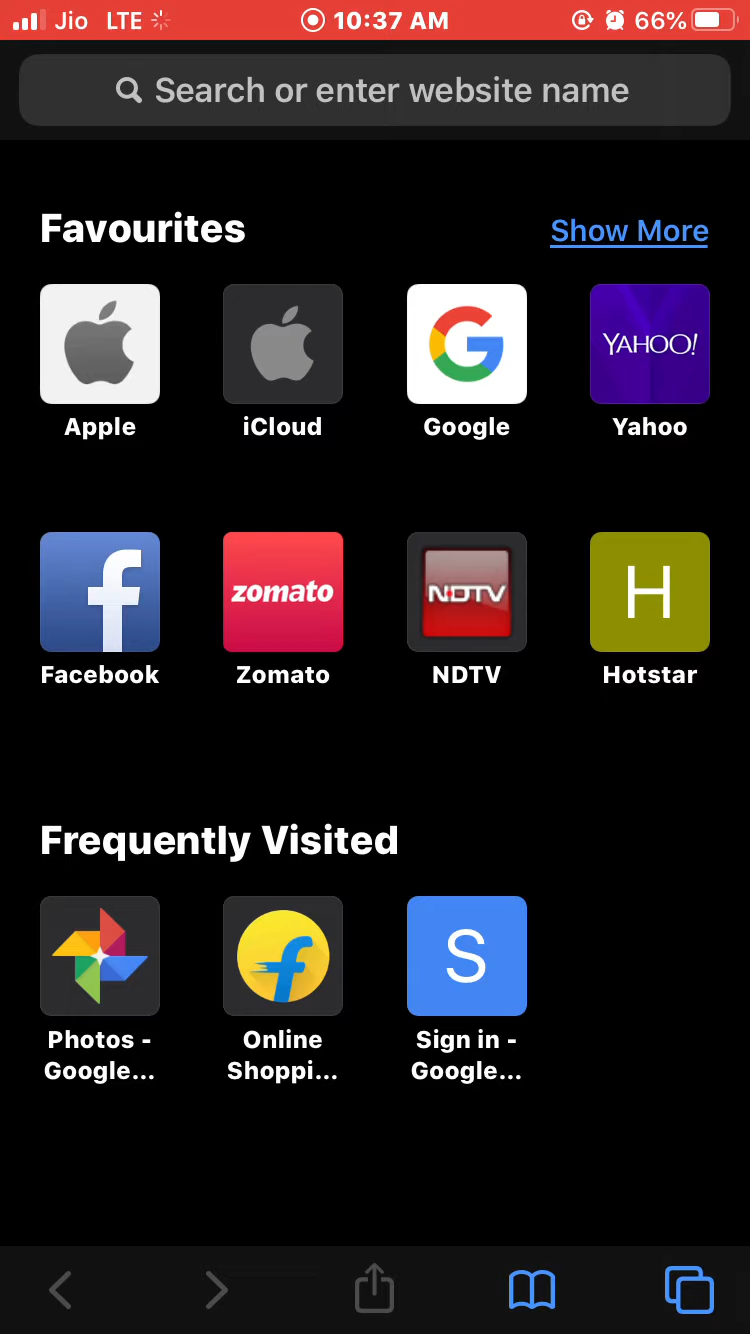 Jio LTE 10:37 AM 66%
Search or enter website name
Favourites Show More
YAHOO!
Apple iCloud Google Yahoo
f zomato NDTV H
Facebook Zomato NDTV Hotstar
Frequently Visited
f S
Photos - Online Sign in -
Google... Shoppi... Google...